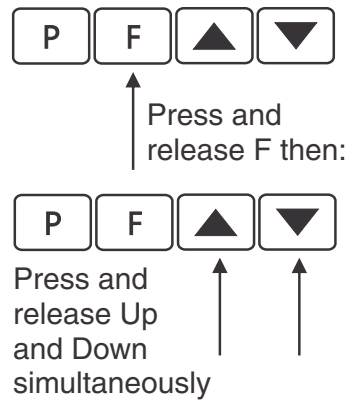 P F ▲ ▼
Press and
release F then:
P F ▲ ▼
Press and
release Up
and Down
simultaneously